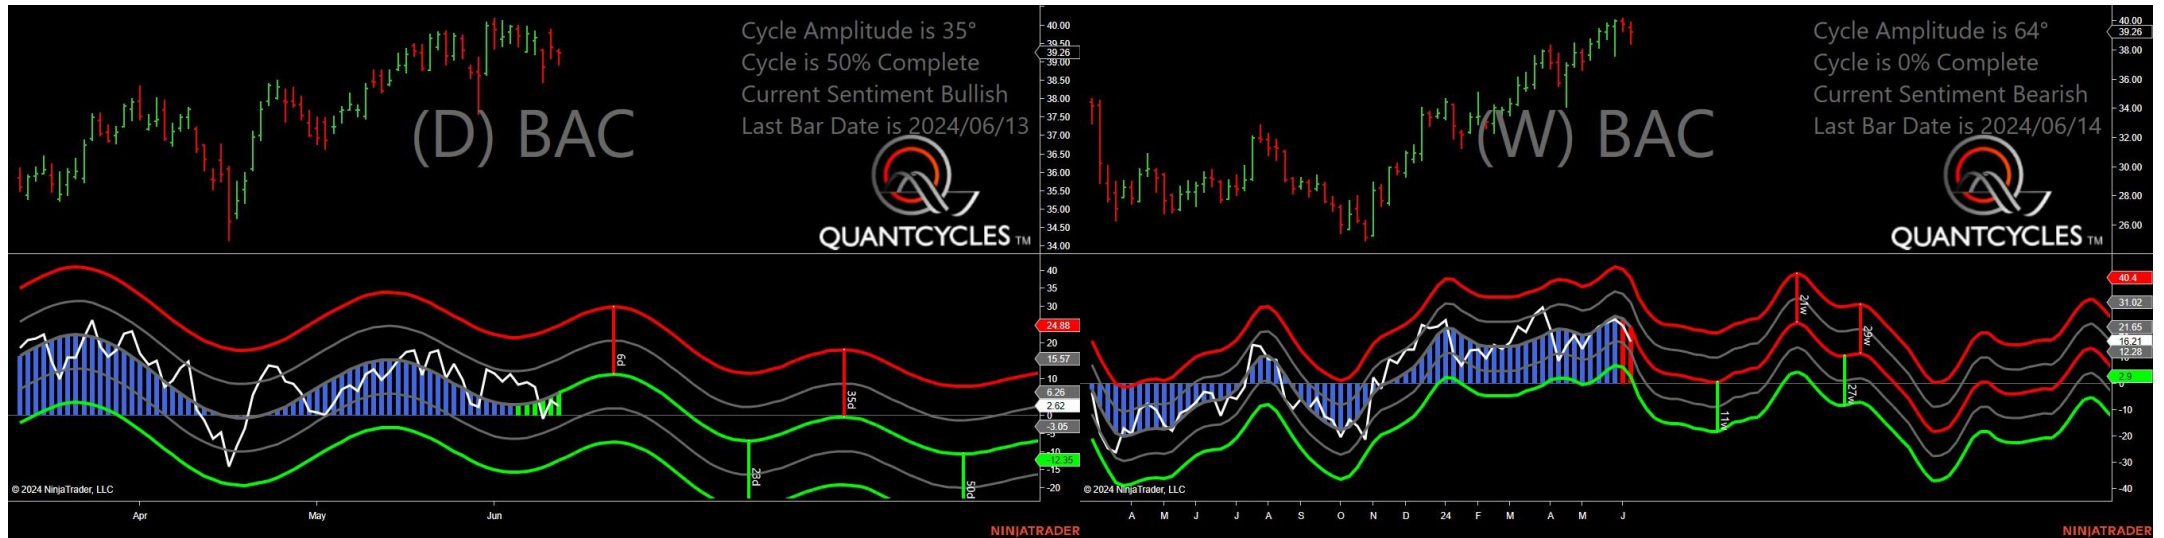 Cycle Amplitude is 35°
Cycle is 50% Complete
Current Sentiment Bullish
Last Bar Date is 2024/06/13
(D) BAC
QUANTCYCLES TM
40.00
39.50
39.26
39.00
38.50
38.00
37.50
37.00
36.50
36.00
35.50
35.00
34.50
34.00
40
35
30
24.88
20
15.57
10
6.26
2.62
0
-3.05
-5
-12.35
-15
-20
6d
23d
35d
50d
© 2024 NinjaTrader, LLC
Apr May Jun
NINJATRADER
Cycle Amplitude is 64°
Cycle is 0% Complete
Current Sentiment Bearish
Last Bar Date is 2024/06/14
(W) BAC
QUANTCYCLES TM
40.00
39.26
38.00
36.00
34.00
32.00
30.00
28.00
26.00
40.4
31.02
21.65
16.21
12.28
2.9
-10
-20
-30
-40
11w
21w
27w
29w
© 2024 NinjaTrader, LLC
A M J J A S O N D 24 F M A M J
NINJATRADER